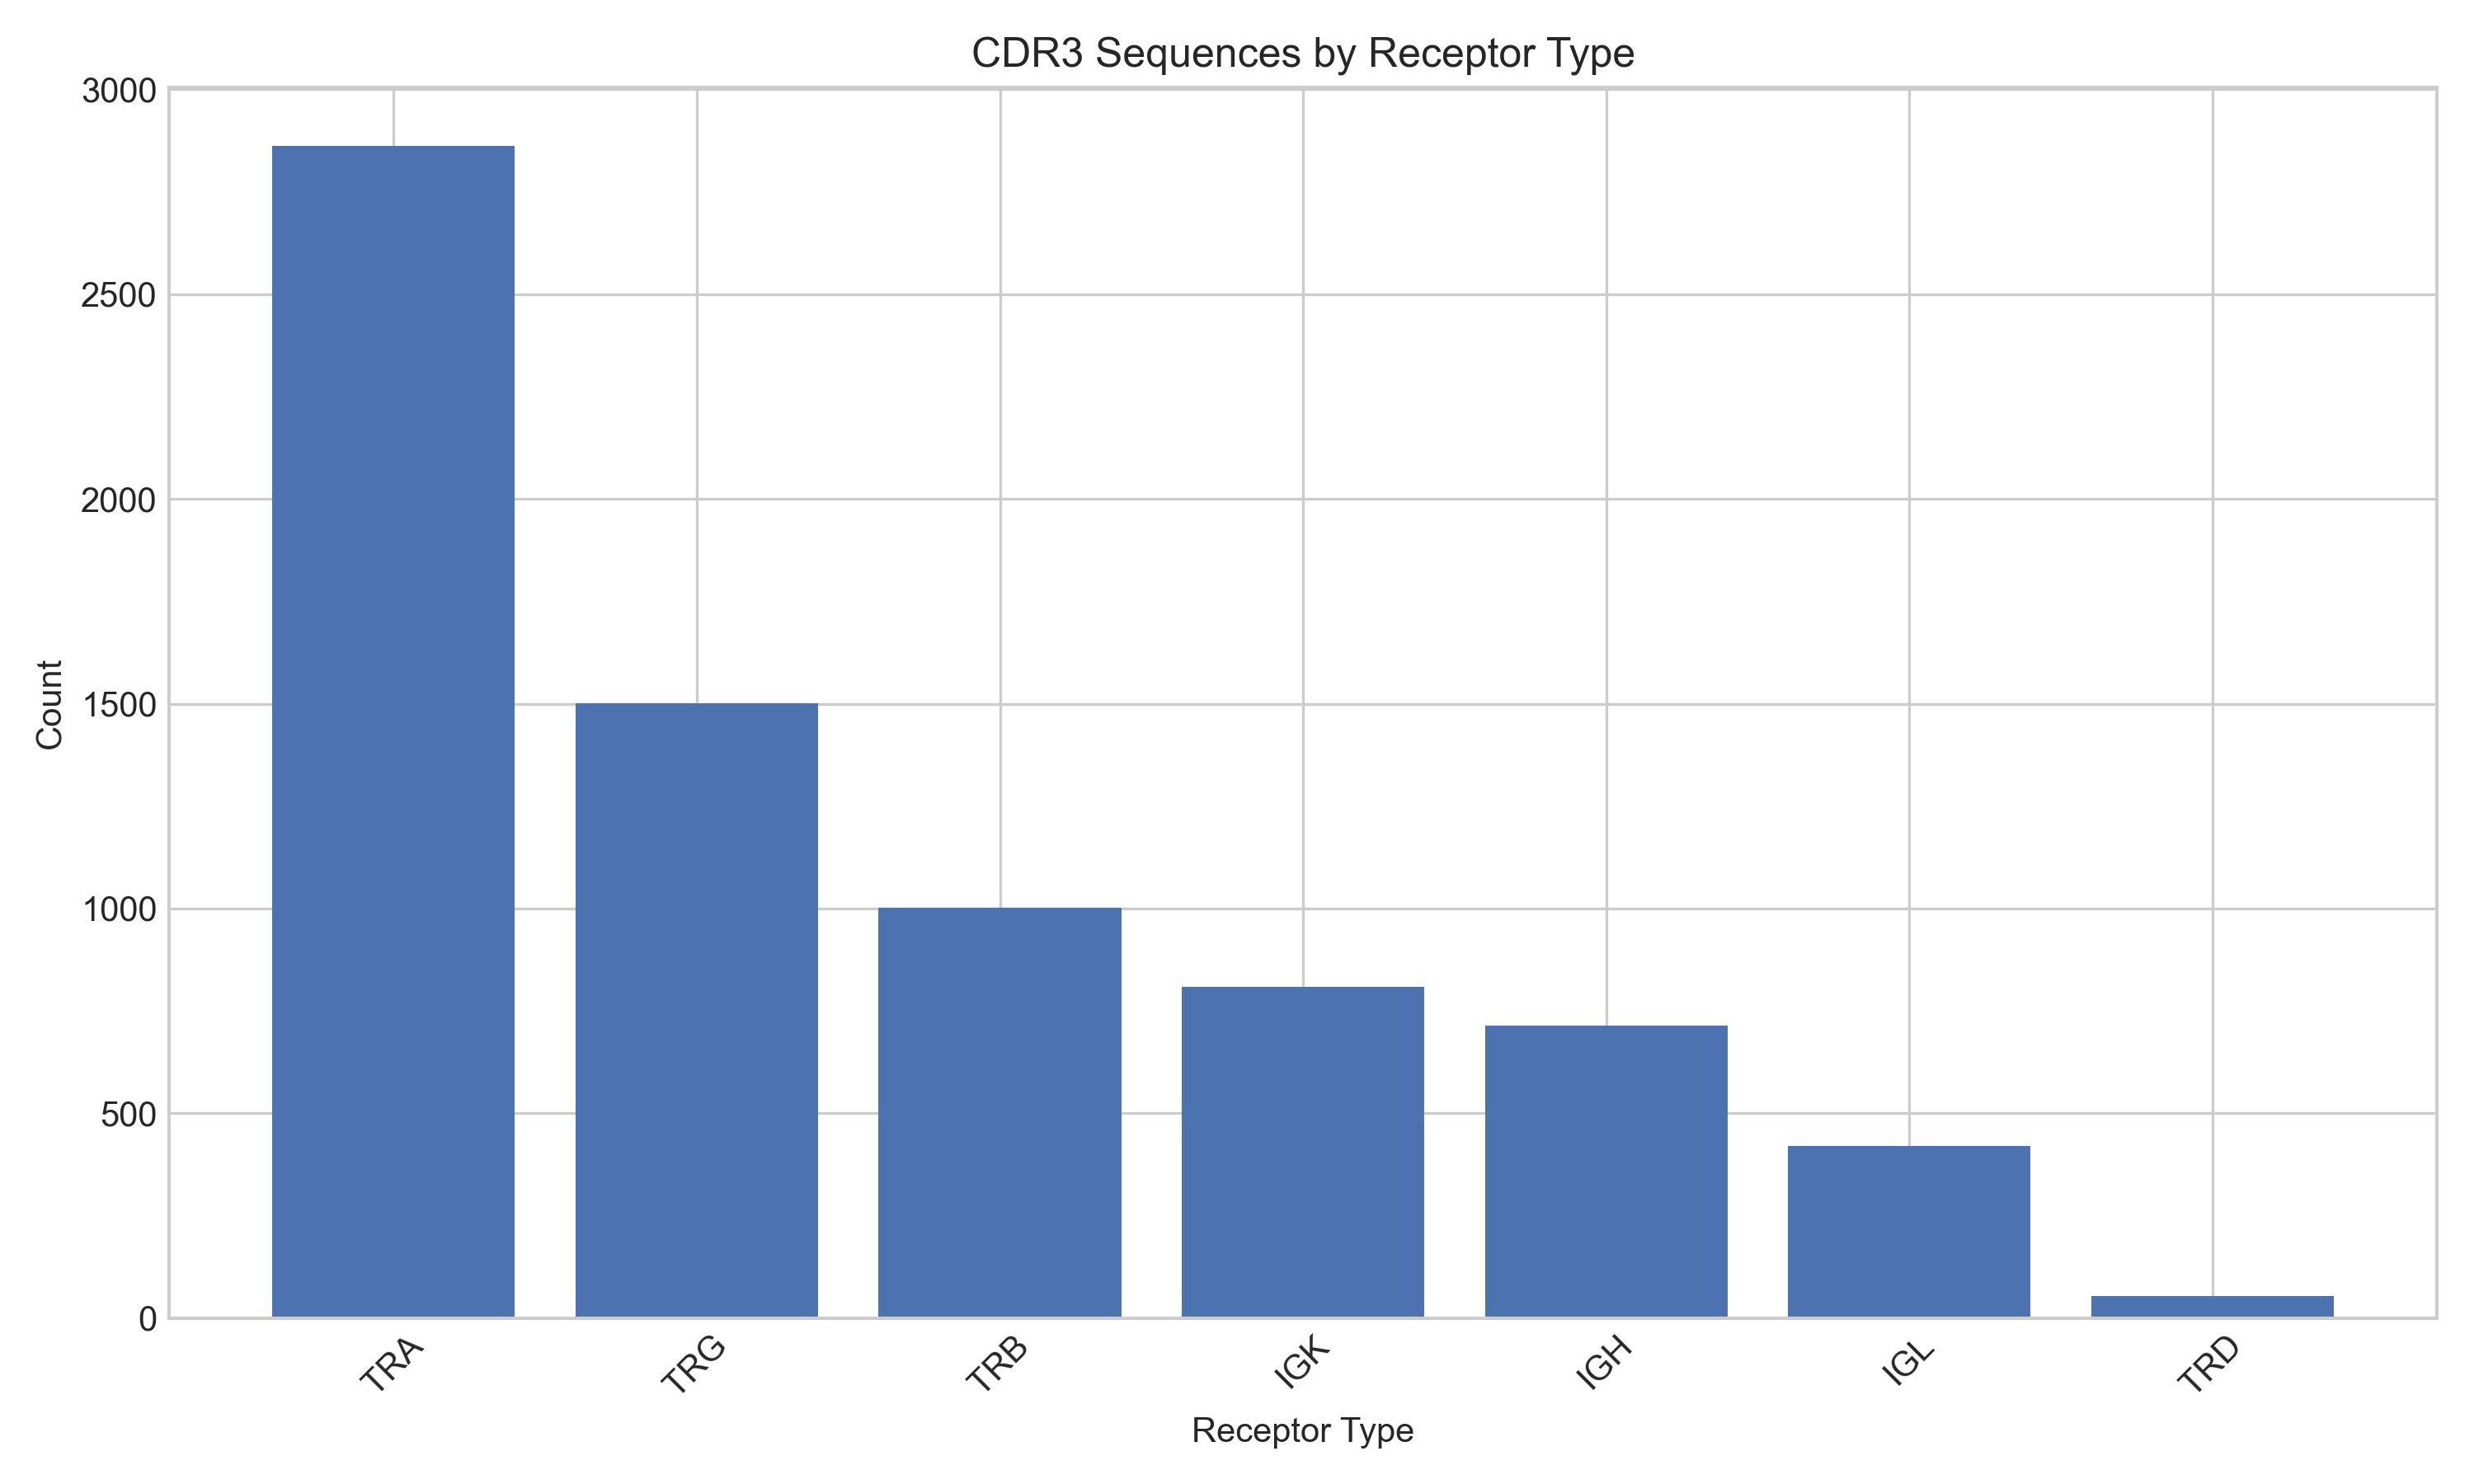 CDR3 Sequences by Receptor Type
3000
2500
2000
1500
1000
500
0
Count
TRA
TRG
TRB
IGK
IGH
IGL
TRD
Receptor Type